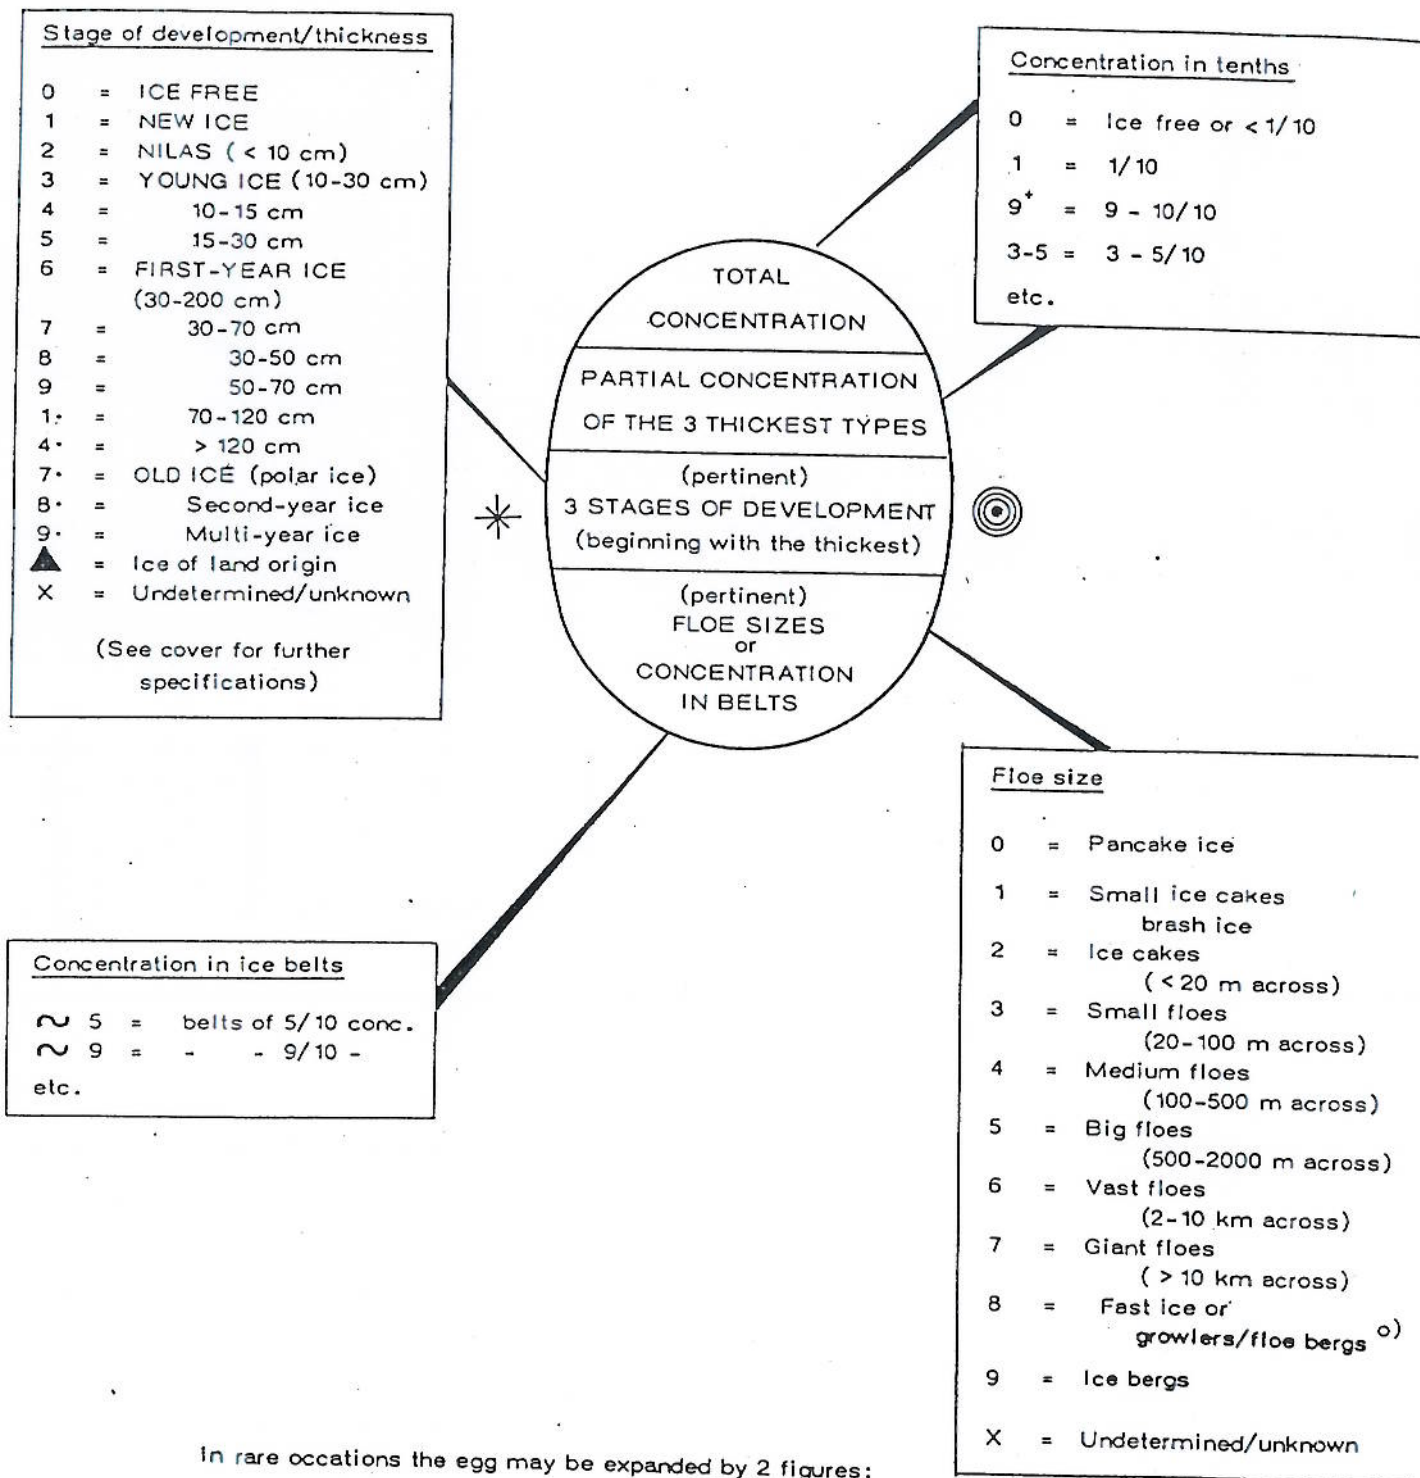 Stage of development/thickness
0 = ICE FREE
1 = NEW ICE
2 = NILAS ( < 10 cm)
3 = YOUNG ICE (10-30 cm)
4 = 10-15 cm
5 = 15-30 cm
6 = FIRST-YEAR ICE
(30-200 cm)
7 = 30-70 cm
8 = 30-50 cm
9 = 50-70 cm
1· = 70-120 cm
4· = > 120 cm
7· = OLD ICE (polar ice)
8· = Second-year ice
9· = Multi-year ice
▲ = Ice of land origin
X = Undetermined/unknown
(See cover for further
specifications)
Concentration in tenths
0 = Ice free or < 1/10
1 = 1/10
9+ = 9 - 10/10
3-5 = 3 - 5/10
etc.
TOTAL
CONCENTRATION
PARTIAL CONCENTRATION
OF THE 3 THICKEST TYPES
(pertinent)
3 STAGES OF DEVELOPMENT
(beginning with the thickest)
(pertinent)
FLOE SIZES
or
CONCENTRATION
IN BELTS
Concentration in ice belts
~ 5 = belts of 5/10 conc.
~ 9 = - - 9/10 -
etc.
Floe size
0 = Pancake ice
1 = Small ice cakes
brash ice
2 = Ice cakes
( < 20 m across)
3 = Small floes
(20-100 m across)
4 = Medium floes
(100-500 m across)
5 = Big floes
(500-2000 m across)
6 = Vast floes
(2-10 km across)
7 = Giant floes
( > 10 km across)
8 = Fast ice or
growlers/floe bergs o)
9 = Ice bergs
X = Undetermined/unknown
In rare occations the egg may be expanded by 2 figures: